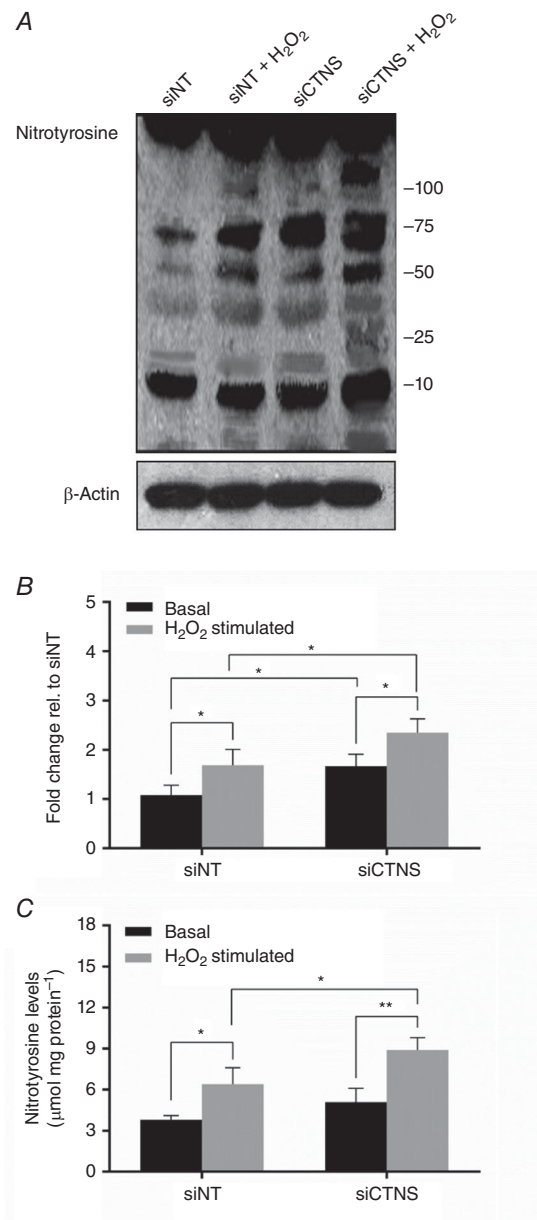 A
siNT
siNT + H₂O₂
siCTNS
siCTNS + H₂O₂
Nitrotyrosine
–100
–75
–50
–25
–10
β-Actin
B
5
4
3
2
1
0
Fold change rel. to siNT
Basal
H₂O₂ stimulated
*
*
*
*
siNT
siCTNS
C
18
15
12
9
6
3
0
Nitrotyrosine levels
(μmol mg protein⁻¹)
Basal
H₂O₂ stimulated
*
*
**
siNT
siCTNS